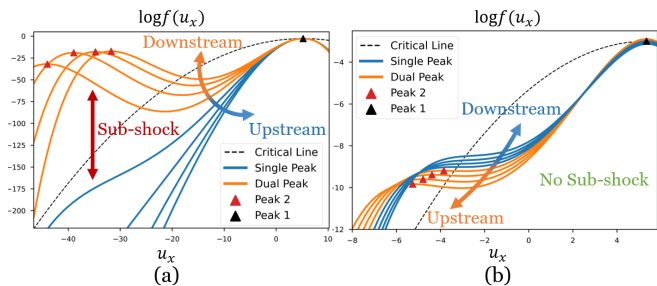 logf(u_x)
(a)
0
−25
−50
−75
−100
−125
−150
−175
−200
Downstream
Sub-shock
Upstream
Critical Line
Single Peak
Dual Peak
Peak 2
Peak 1
−40
−30
−20
−10
0
10
u_x
(a)
logf(u_x)
(b)
−2
−4
−6
−8
−10
−12
Critical Line
Single Peak
Dual Peak
Peak 2
Peak 1
Downstream
No Sub-shock
Upstream
−8
−6
−4
−2
0
2
4
u_x
(b)